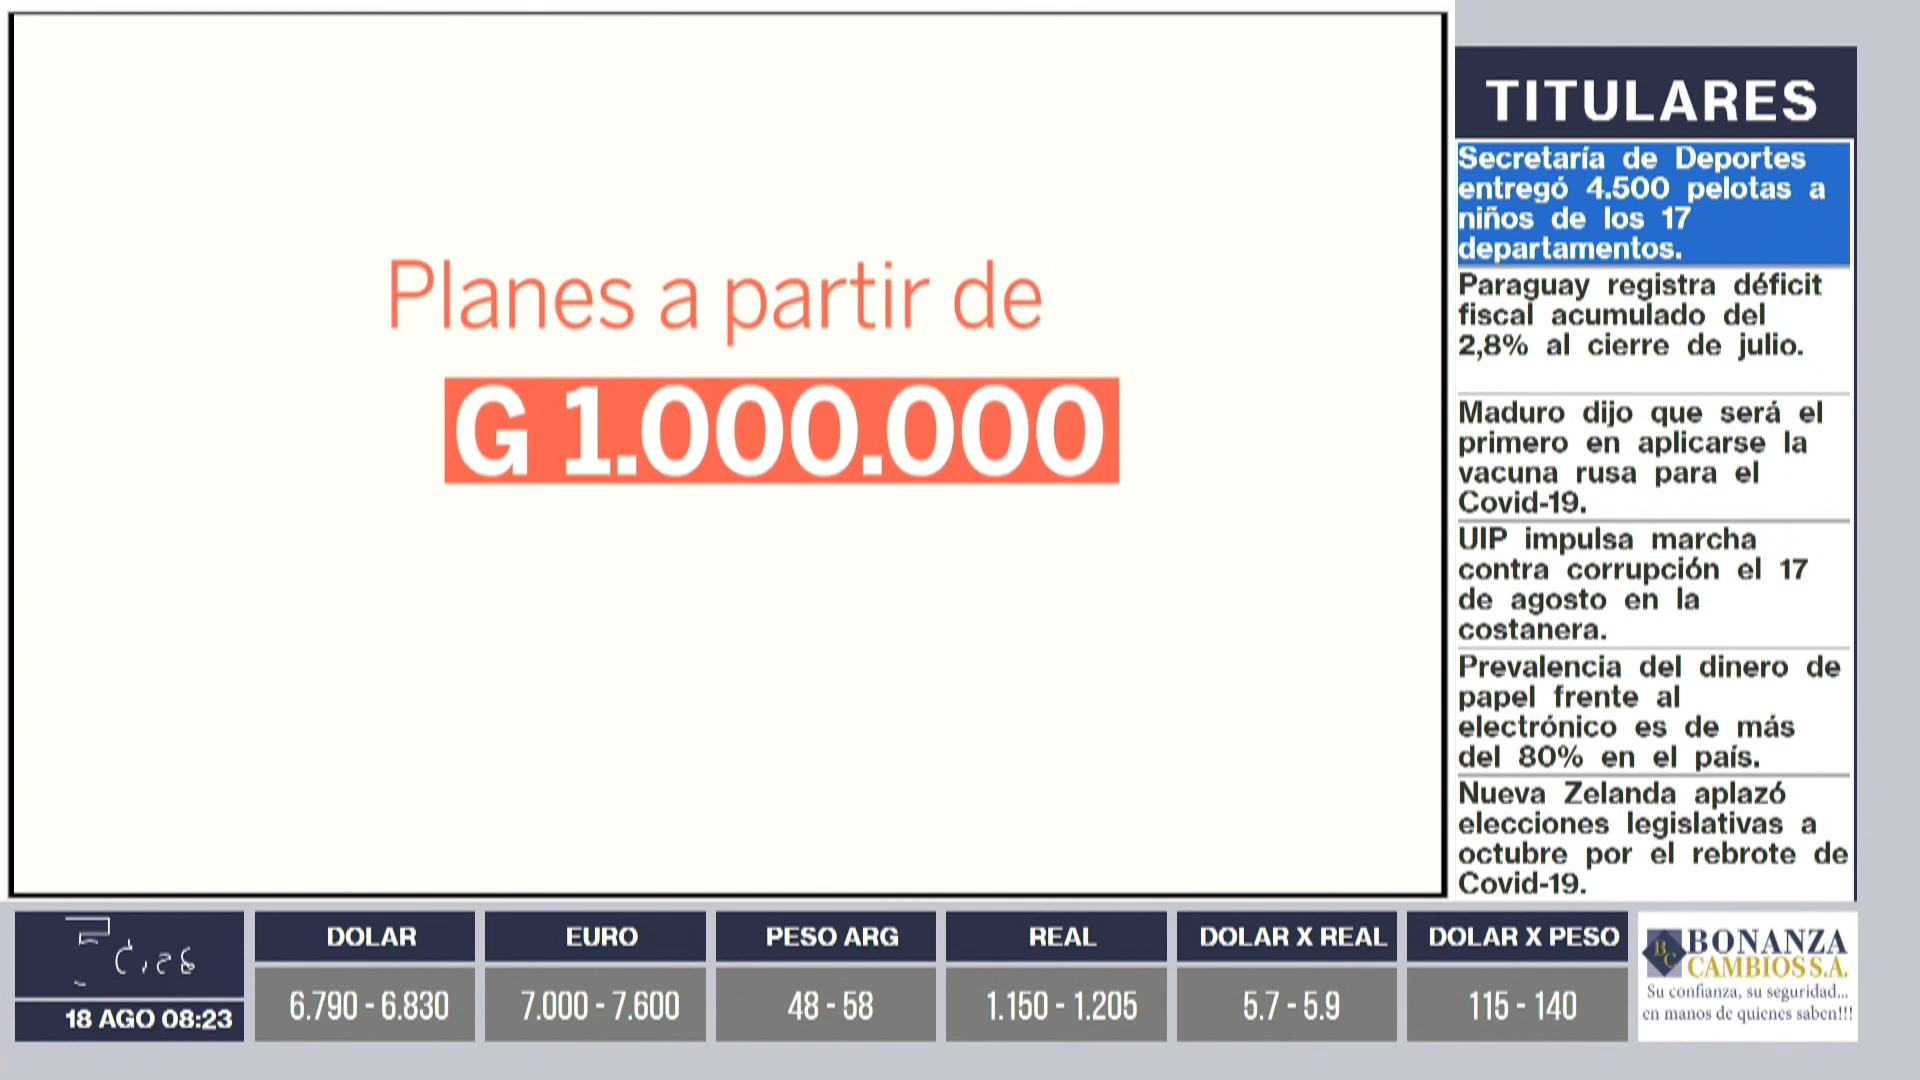 Planes a partir de
G 1.000.000
TITULARES
Secretaría de Deportes
entregó 4.500 pelotas a
niños de los 17
departamentos.
Paraguay registra déficit
fiscal acumulado del
2,8% al cierre de julio.
Maduro dijo que será el
primero en aplicarse la
vacuna rusa para el
Covid-19.
UIP impulsa marcha
contra corrupción el 17
de agosto en la
costanera.
Prevalencia del dinero de
papel frente al
electrónico es de más
del 80% en el país.
Nueva Zelanda aplazó
elecciones legislativas a
octubre por el rebrote de
Covid-19.
18 AGO 08:23
DOLAR
6.790 - 6.830
EURO
7.000 - 7.600
PESO ARG
48 - 58
REAL
1.150 - 1.205
DOLAR X REAL
5.7 - 5.9
DOLAR X PESO
115 - 140
BC
BONANZA
CAMBIOS S.A.
Su confianza, su seguridad...
en manos de quienes saben!!!